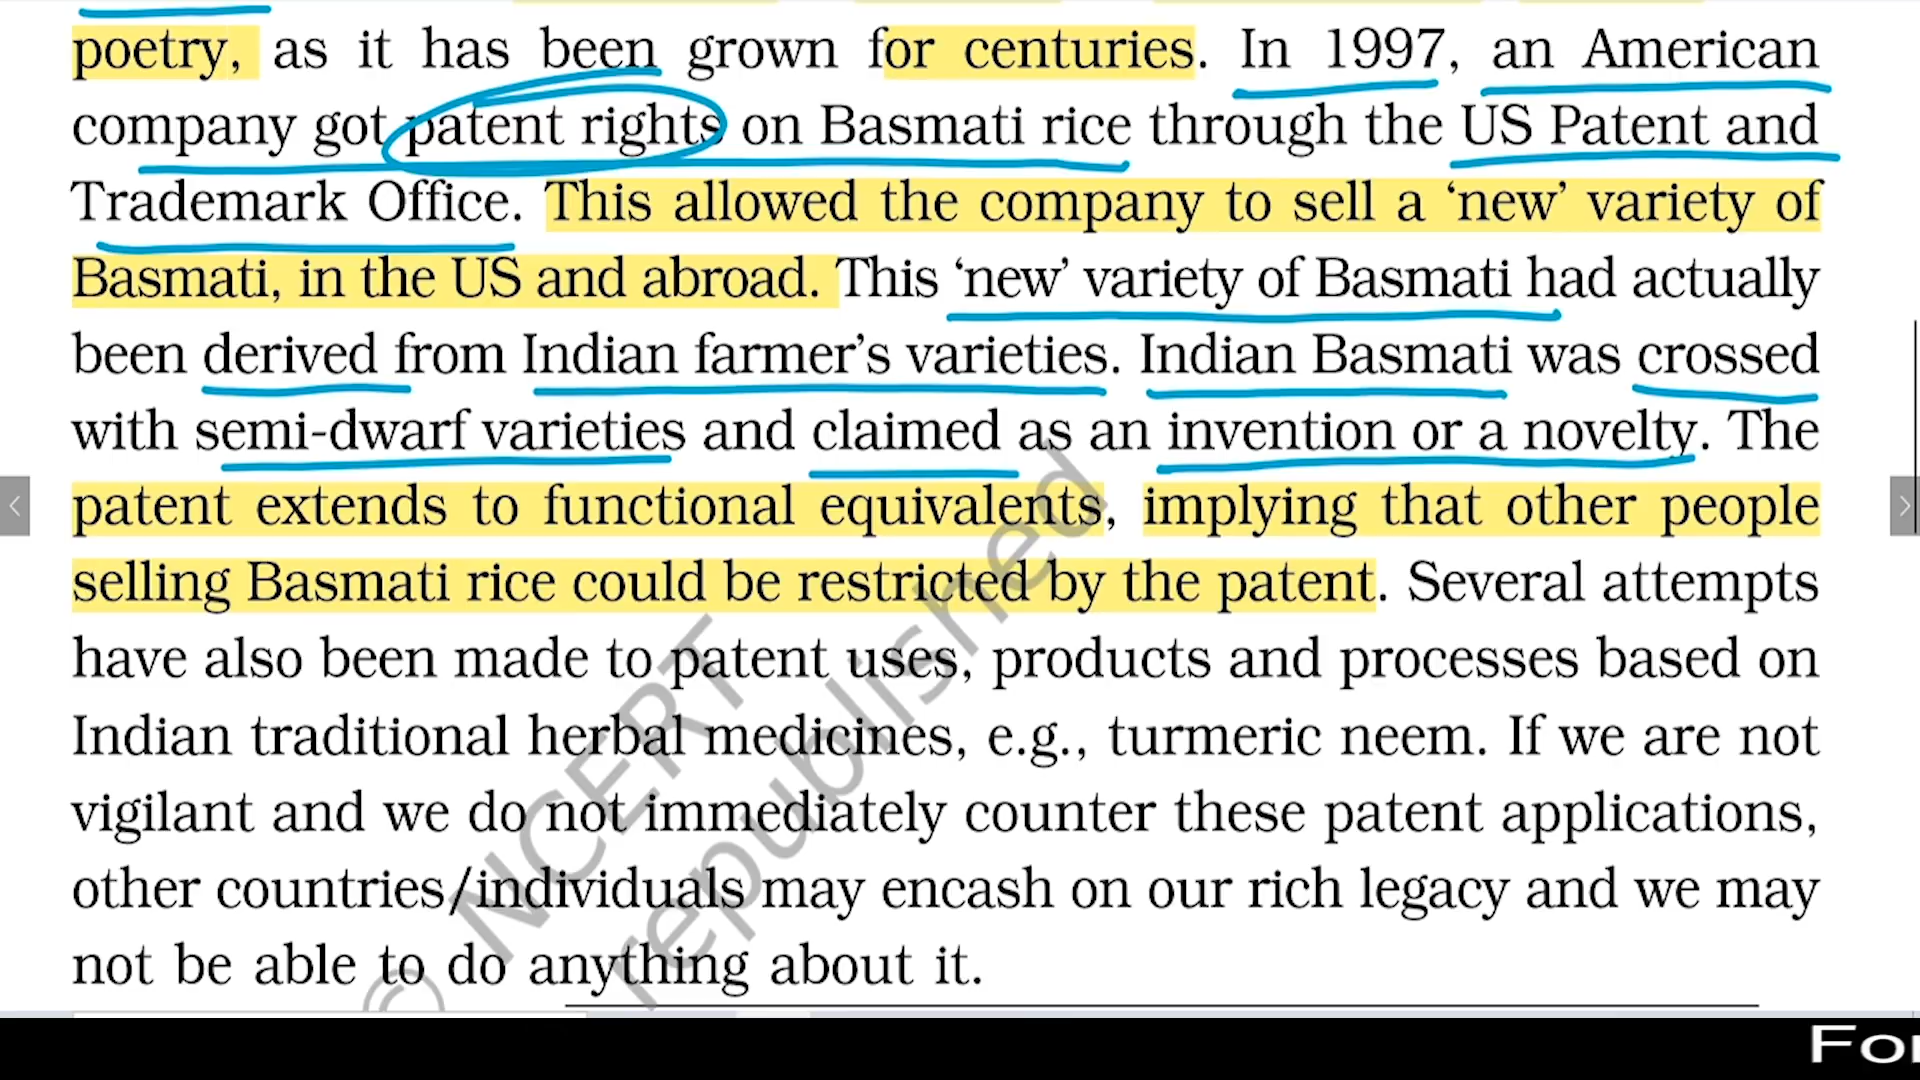 poetry, as it has been grown for centuries. In 1997, an American
company got patent rights on Basmati rice through the US Patent and
Trademark Office. This allowed the company to sell a ‘new’ variety of
Basmati, in the US and abroad. This ‘new’ variety of Basmati had actually
been derived from Indian farmer’s varieties. Indian Basmati was crossed
with semi-dwarf varieties and claimed as an invention or a novelty. The
patent extends to functional equivalents, implying that other people
selling Basmati rice could be restricted by the patent. Several attempts
have also been made to patent uses, products and processes based on
Indian traditional herbal medicines, e.g., turmeric neem. If we are not
vigilant and we do not immediately counter these patent applications,
other countries/individuals may encash on our rich legacy and we may
not be able to do anything about it.
© NCERT
republished